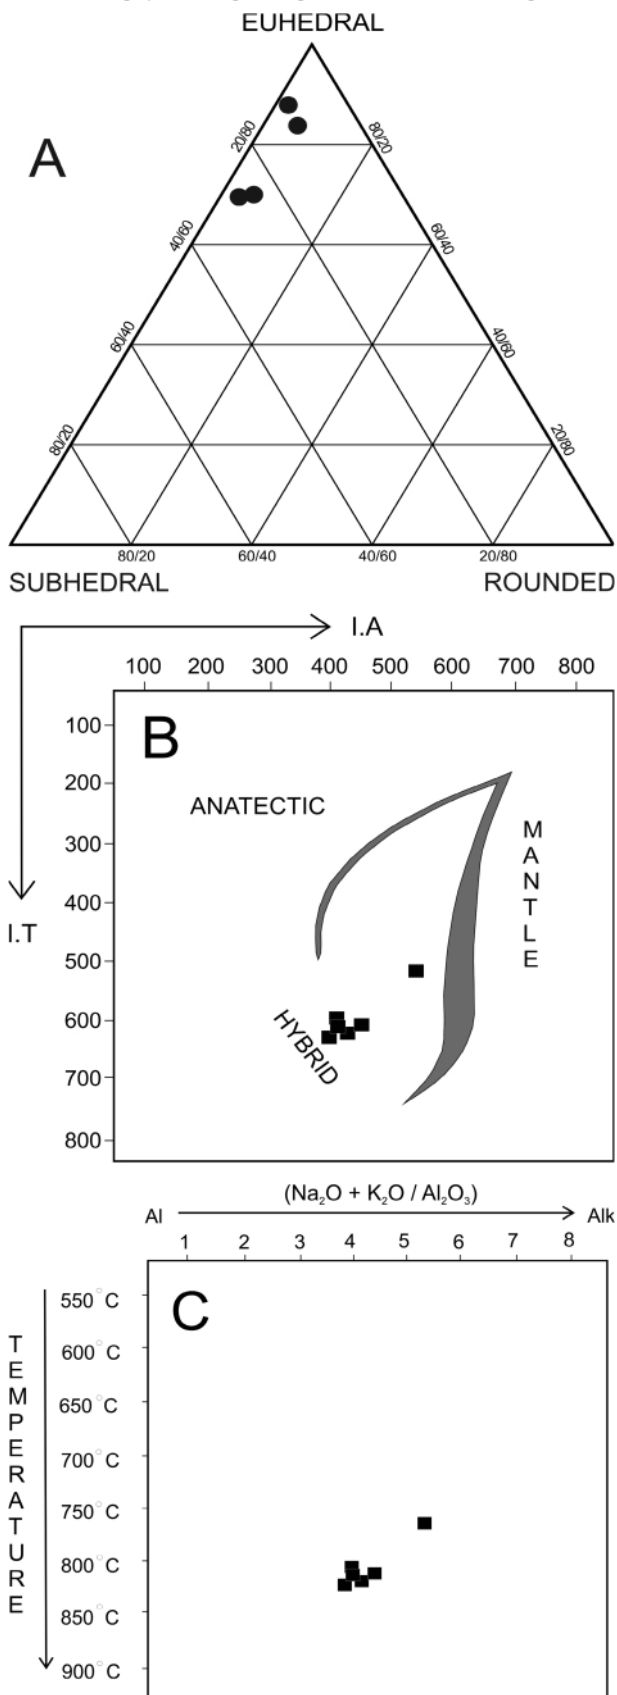 EUHEDRAL
A
20/80
80/20
40/60
60/40
60/40
40/60
80/20
20/80
80/20
60/40
40/60
20/80
SUBHEDRAL
ROUNDED
I.A
100 200 300 400 500 600 700 800
B
100
200
300
400
500
600
700
800
I.T
ANATECTIC
MANTLE
HYBRID
(Na₂O + K₂O / Al₂O₃)
Al
Alk
1 2 3 4 5 6 7 8
C
550°C
600°C
650°C
700°C
750°C
800°C
850°C
900°C
TEMPERATURE